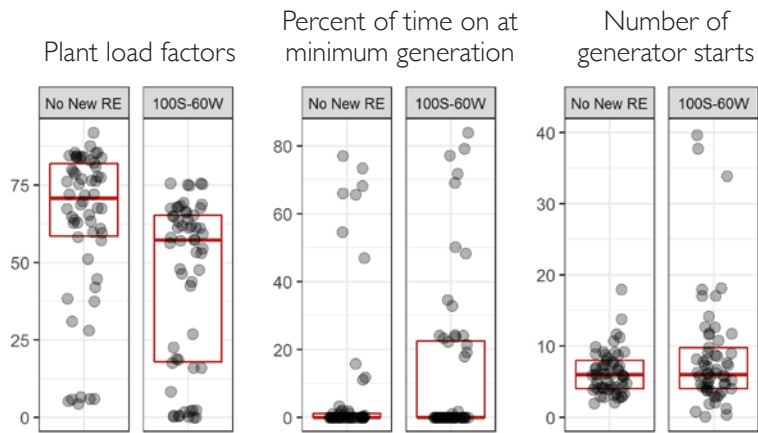 Plant load factors
Percent of time on at
minimum generation
Number of
generator starts
No New RE
100S-60W
No New RE
100S-60W
No New RE
100S-60W
75
50
25
0
80
60
40
20
0
40
30
20
10
0